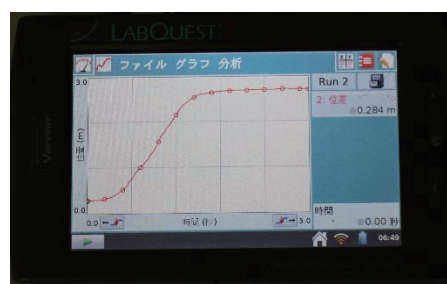 LABQUEST
ファイル グラフ 分析
Run 2
3.0
2: 位置
0.284 m
位置 (m)
0.0
0.0
時間 (秒)
5.0
時間
0.00 秒
06:49
Vernier